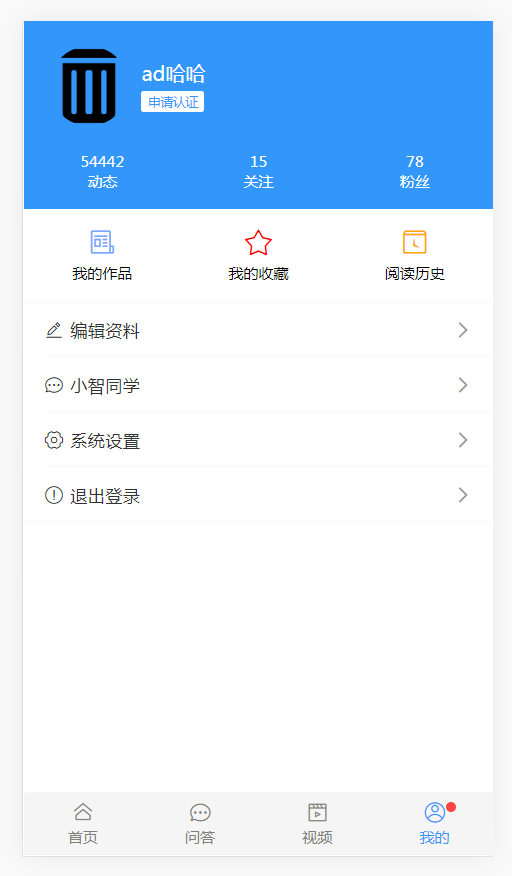 ad哈哈
申请认证
54442 15 78
动态 关注 粉丝
我的作品 我的收藏 阅读历史
编辑资料
小智同学
系统设置
退出登录
首页 问答 视频 我的